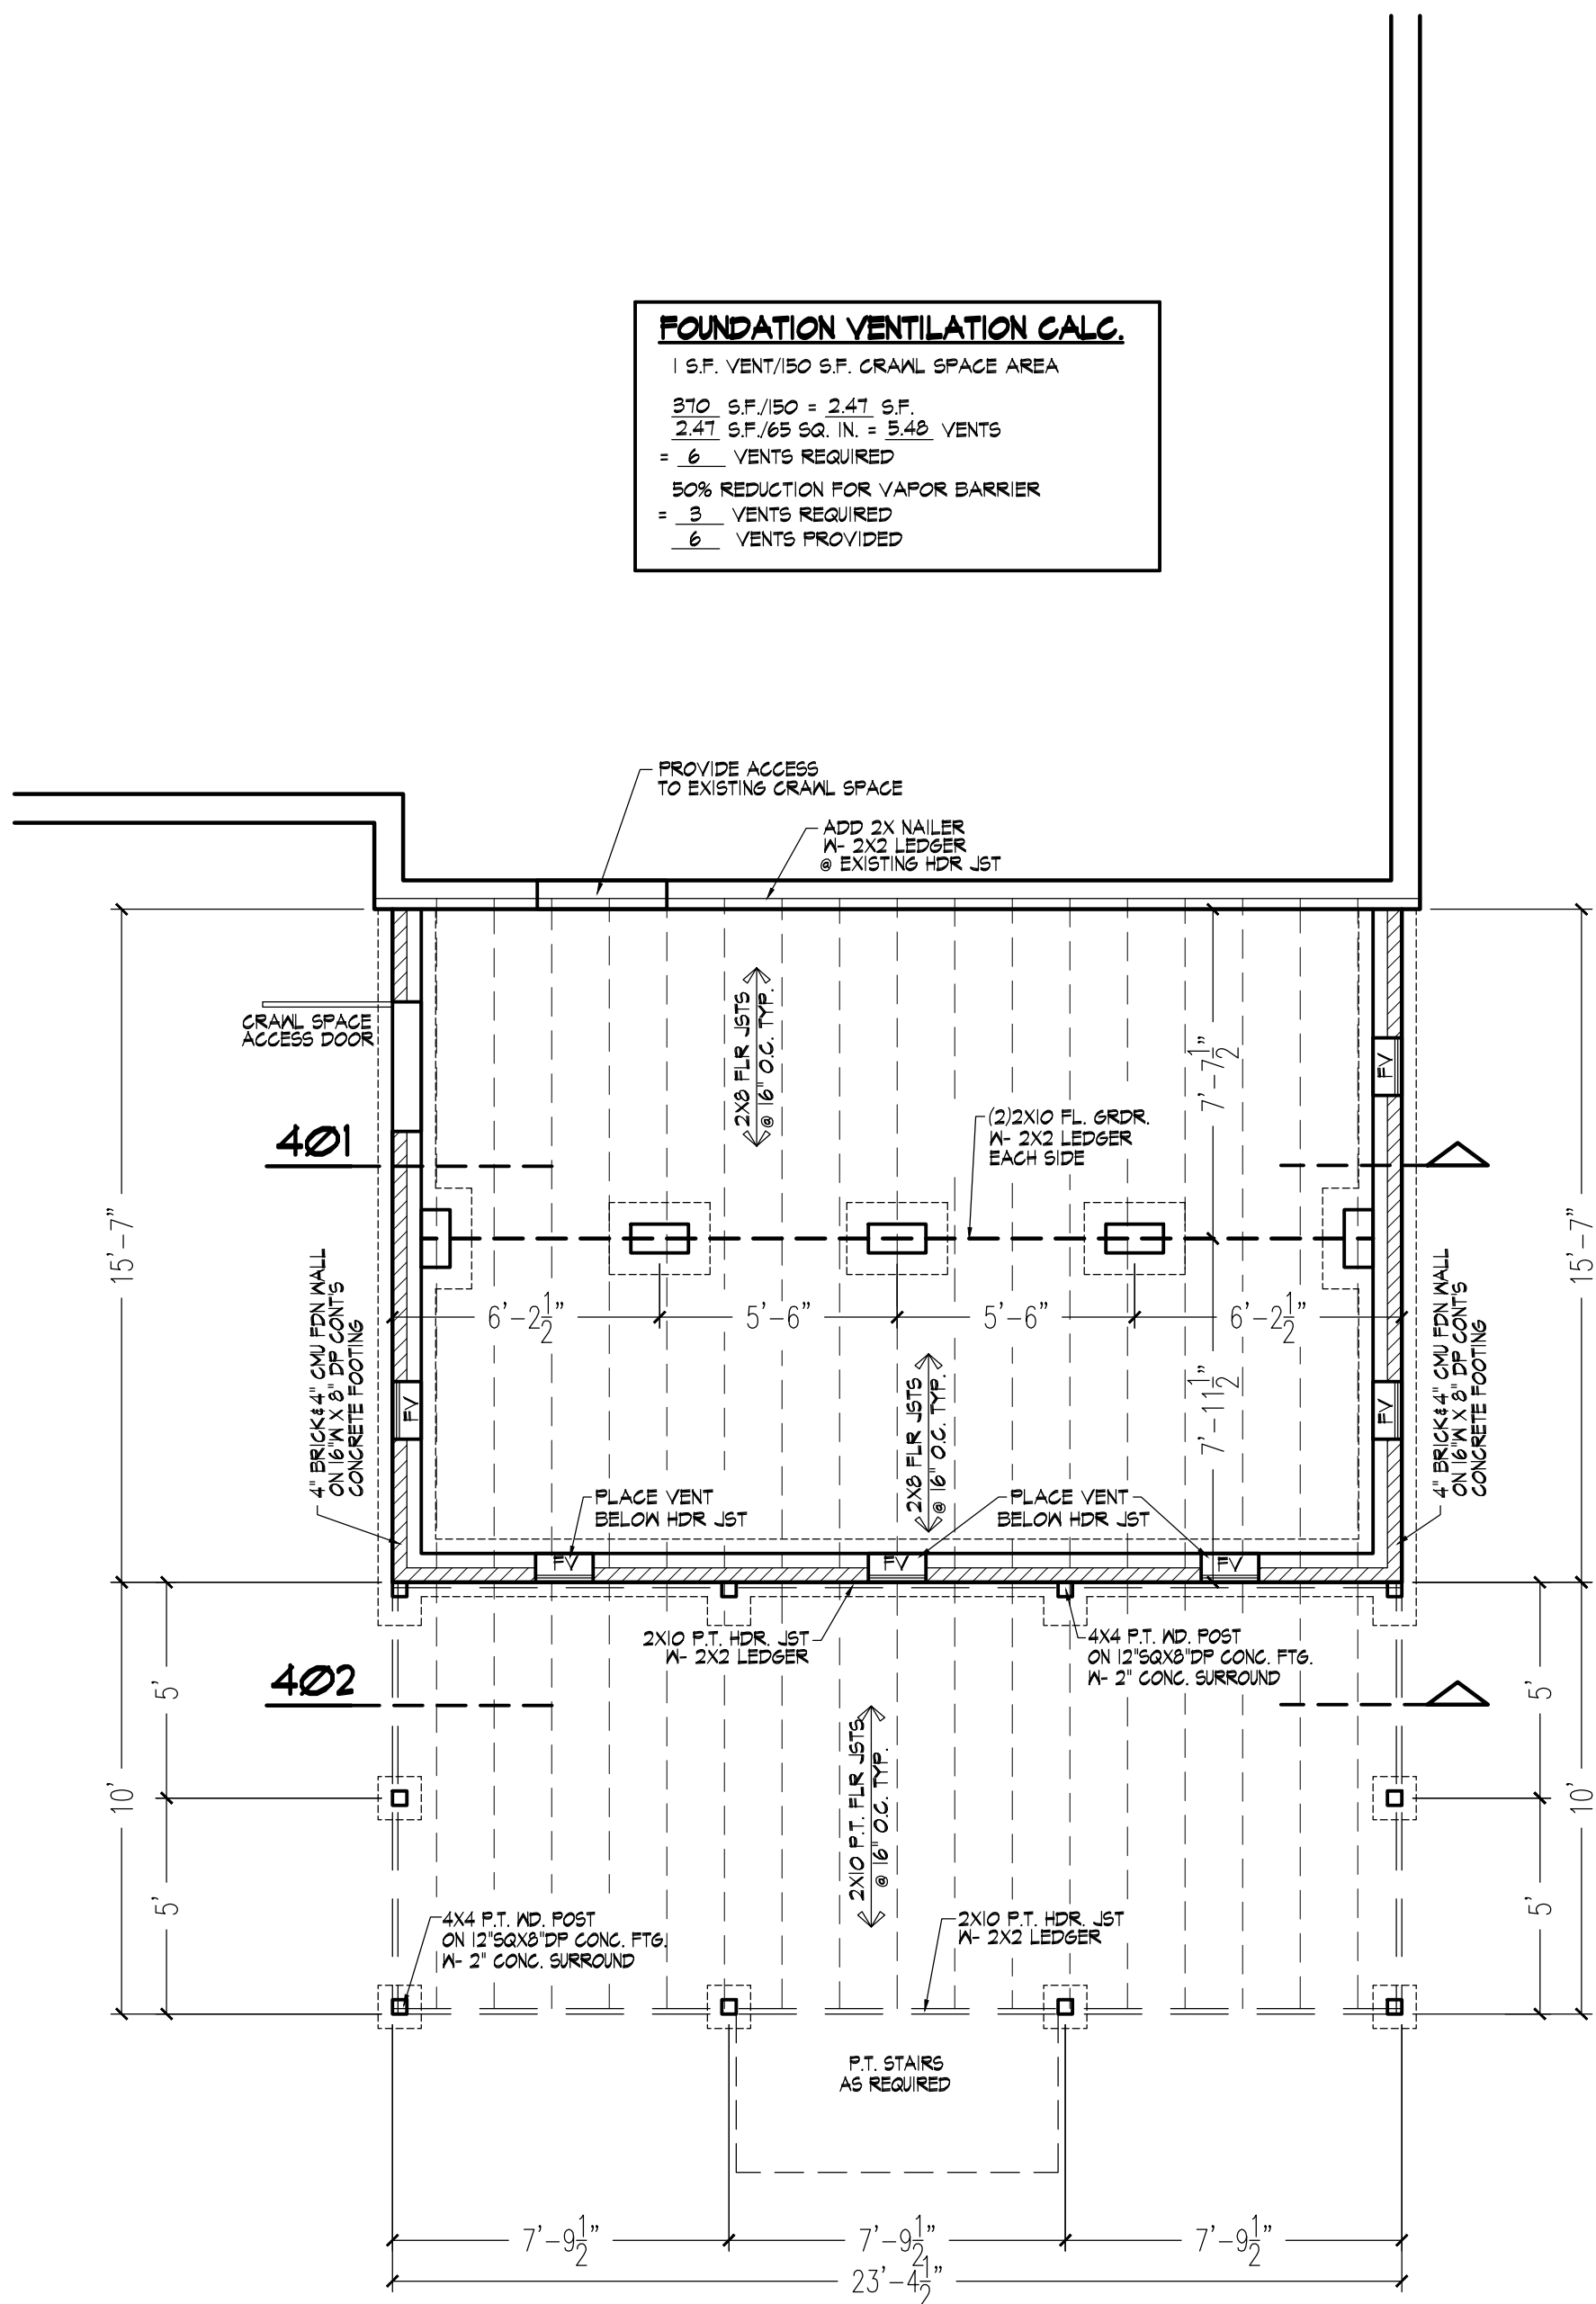 FOUNDATION VENTILATION CALC.
1 S.F. VENT/150 S.F. CRAWL SPACE AREA
370 S.F./150 = 2.47 S.F.
2.47 S.F./65 SQ. IN. = 5.48 VENTS
= 6 VENTS REQUIRED
50% REDUCTION FOR VAPOR BARRIER
= 3 VENTS REQUIRED
6 VENTS PROVIDED
PROVIDE ACCESS
TO EXISTING CRAWL SPACE
ADD 2X NAILER
W- 2X2 LEDGER
@ EXISTING HDR JST
CRAWL SPACE
ACCESS DOOR
2X8 FLR JSTS
@ 16" O.C. TYP.
7'-7 1/2"
FV
401
(2)2X10 FL. GRDR.
W- 2X2 LEDGER
EACH SIDE
15'-7"
15'-7"
6'-2 1/2"
5'-6"
5'-6"
6'-2 1/2"
4" BRICK&4" CMU FDN WALL
ON 16"W X 8" DP CONT'S
CONCRETE FOOTING
4" BRICK&4" CMU FDN WALL
ON 16"W X 8" DP CONT'S
CONCRETE FOOTING
FV
2X8 FLR JSTS
@ 16" O.C. TYP.
7'-11 1/2"
FV
PLACE VENT
BELOW HDR JST
PLACE VENT
BELOW HDR JST
FV
FV
FV
2X10 P.T. HDR. JST
W- 2X2 LEDGER
4X4 P.T. WD. POST
ON 12"SQX8"DP CONC. FTG.
W- 2" CONC. SURROUND
402
5'
5'
10'
10'
2X10 P.T. FLR JSTS
@ 16" O.C. TYP.
5'
5'
4X4 P.T. WD. POST
ON 12"SQX8"DP CONC. FTG.
W- 2" CONC. SURROUND
2X10 P.T. HDR. JST
W- 2X2 LEDGER
P.T. STAIRS
AS REQUIRED
7'-9 1/2"
7'-9 1/2"
7'-9 1/2"
23'-4 1/2"